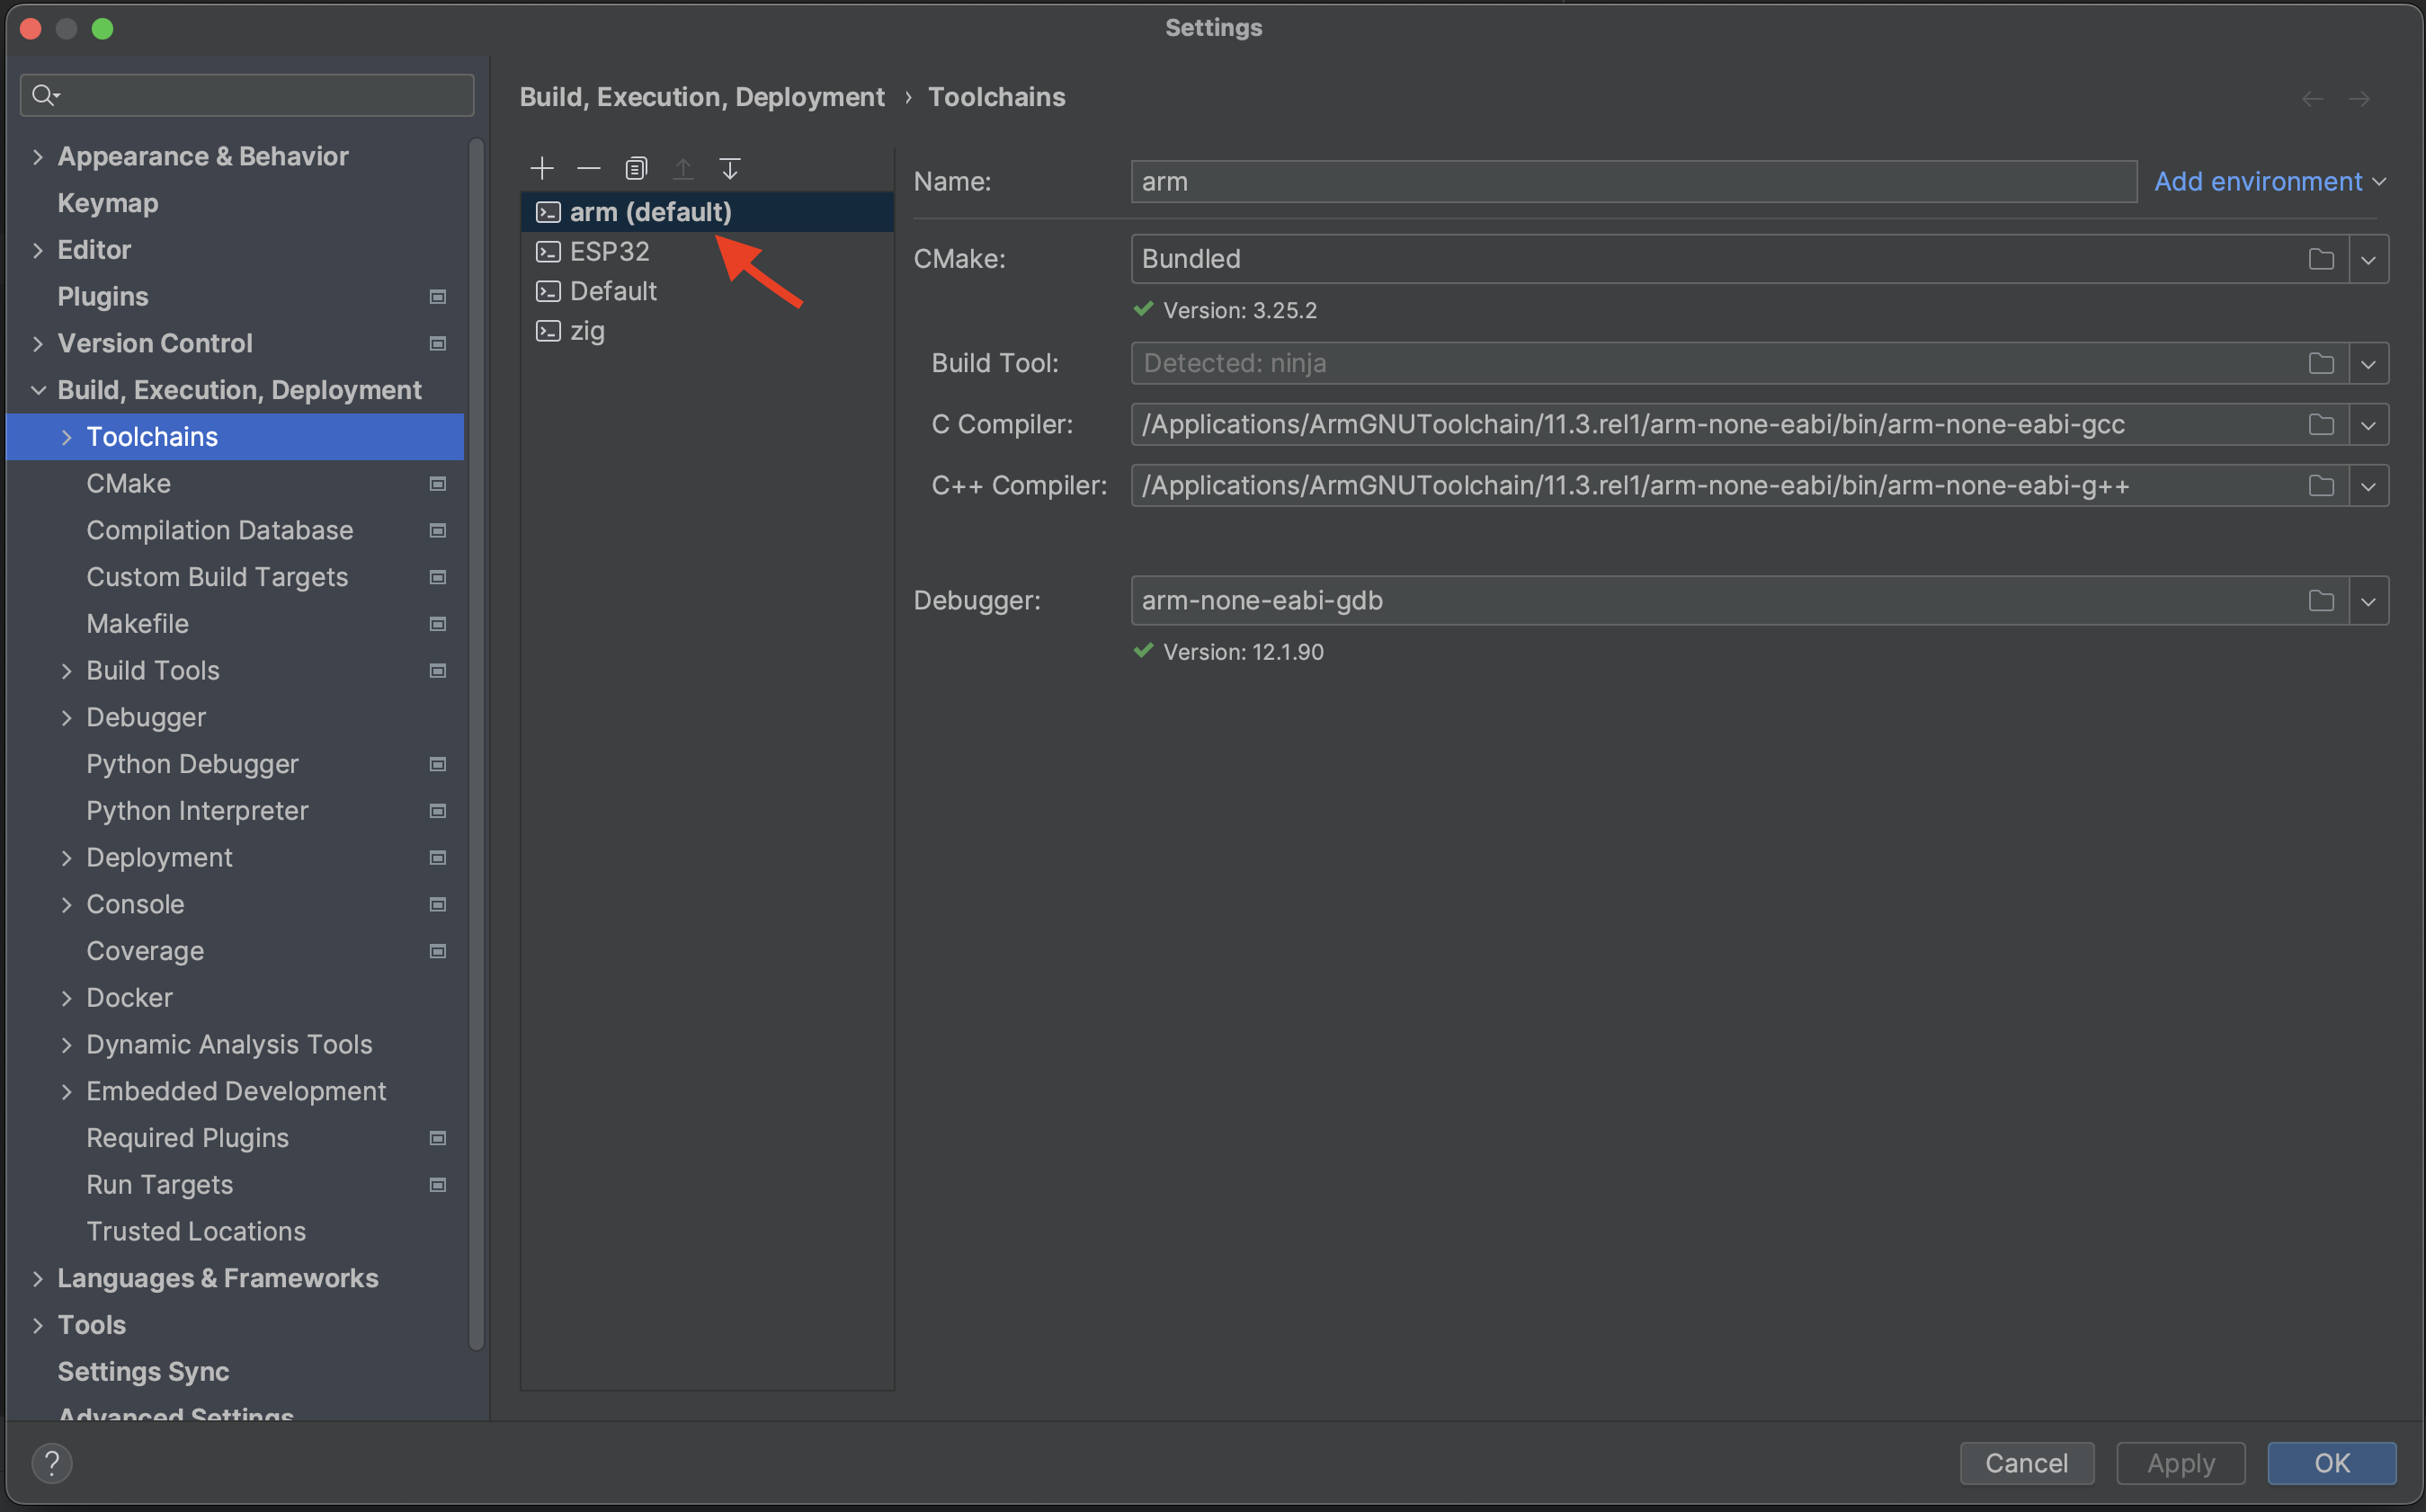 Settings
Build, Execution, Deployment › Toolchains
Appearance & Behavior
Keymap
Editor
Plugins
Version Control
Build, Execution, Deployment
Toolchains
CMake
Compilation Database
Custom Build Targets
Makefile
Build Tools
Debugger
Python Debugger
Python Interpreter
Deployment
Console
Coverage
Docker
Dynamic Analysis Tools
Embedded Development
Required Plugins
Run Targets
Trusted Locations
Languages & Frameworks
Tools
Settings Sync
Advanced Settings
arm (default)
ESP32
Default
zig
Name: arm Add environment
CMake: Bundled
Version: 3.25.2
Build Tool: Detected: ninja
C Compiler: /Applications/ArmGNUToolchain/11.3.rel1/arm-none-eabi/bin/arm-none-eabi-gcc
C++ Compiler: /Applications/ArmGNUToolchain/11.3.rel1/arm-none-eabi/bin/arm-none-eabi-g++
Debugger: arm-none-eabi-gdb
Version: 12.1.90
? Cancel Apply OK